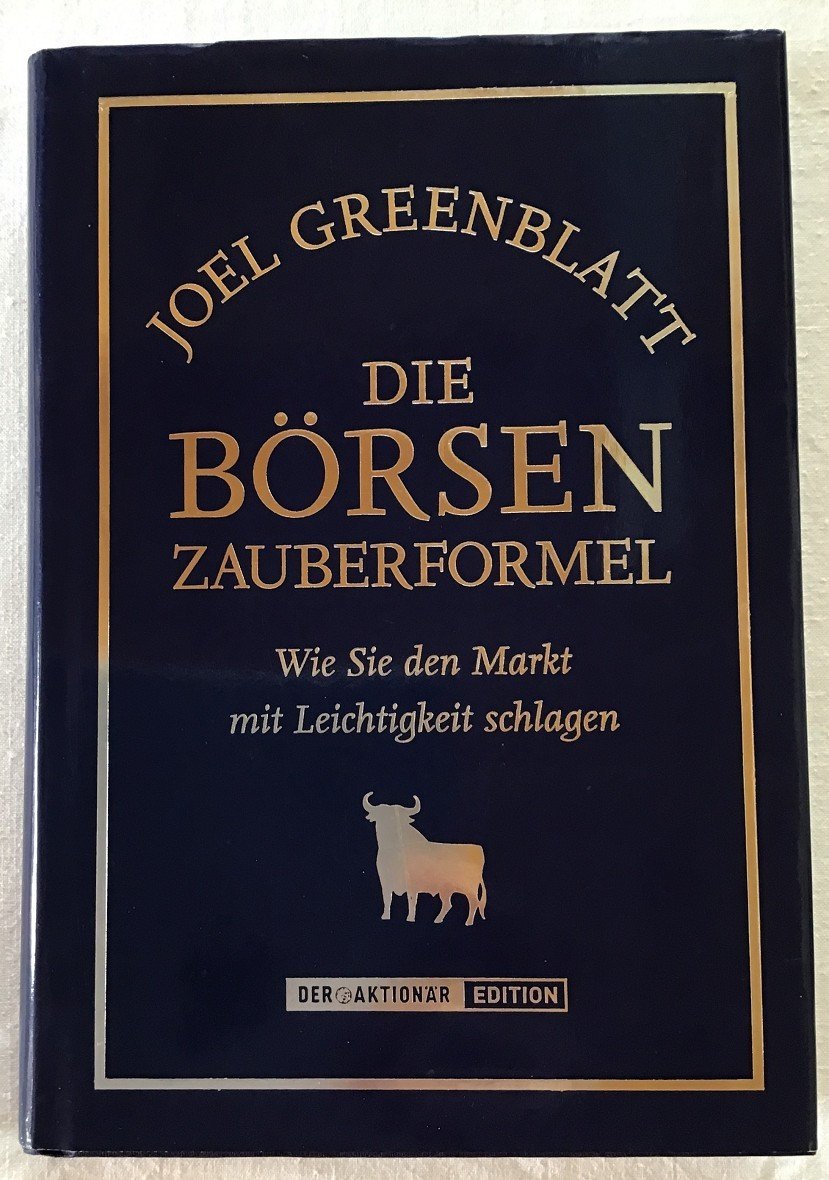 JOEL GREENBLATT
DIE
BÖRSEN
ZAUBERFORMEL
Wie Sie den Markt
mit Leichtigkeit schlagen
DER AKTIONÄR EDITION